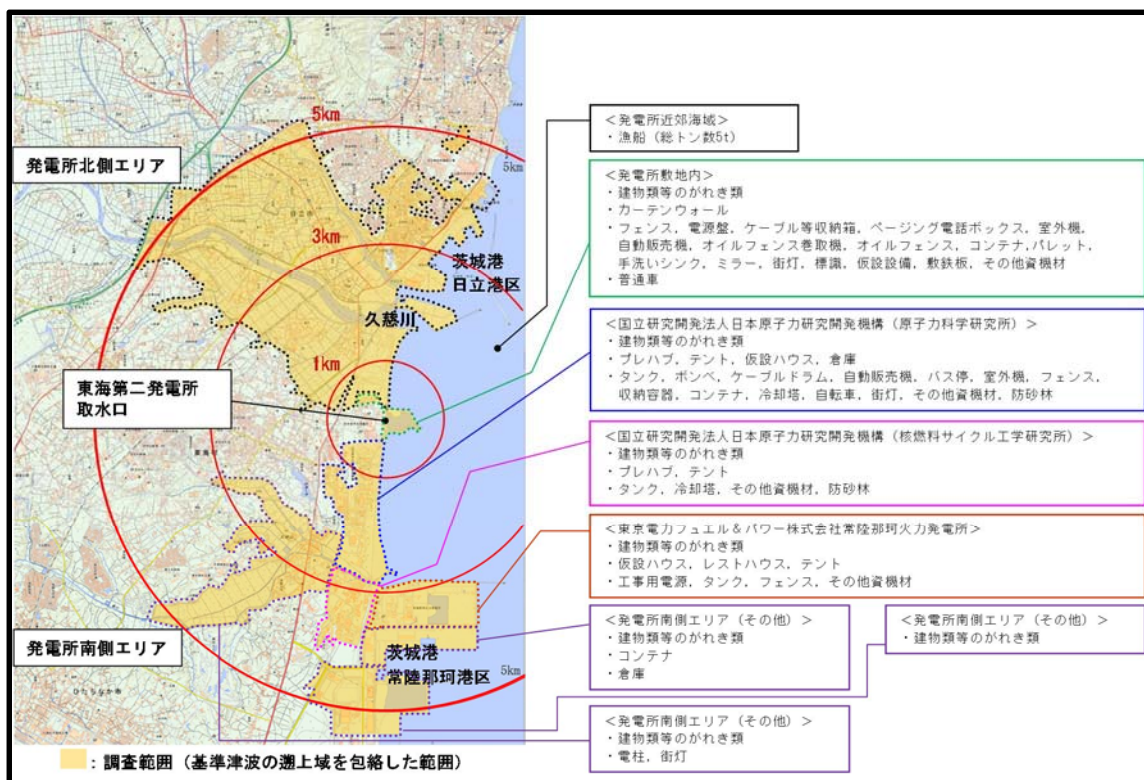 5km
発電所北側エリア
5km
3km
茨城港
日立港区
久慈川
1km
東海第二発電所
取水口
発電所南側エリア
茨城港
常陸那珂港区
5km
:調査範囲(基準津波の遡上域を包絡した範囲)
<発電所近郊海域>
・漁船(総トン数5t)
<発電所敷地内>
・建物類等のがれき類
・カーテンウォール
・フェンス,電源盤,ケーブル等収納箱,ページング電話ボックス,室外機,
自動販売機,オイルフェンス巻取機,オイルフェンス,コンテナ,パレット,
手洗いシンク,ミラー,街灯,標識,仮設設備,敷鉄板,その他資機材
・普通車
<国立研究開発法人日本原子力研究開発機構(原子力科学研究所)>
・建物類等のがれき類
・プレハブ,テント,仮設ハウス,倉庫
・タンク,ボンベ,ケーブルドラム,自動販売機,バス停,室外機,フェンス,
収納容器,コンテナ,冷却塔,自転車,街灯,その他資機材,防砂林
<国立研究開発法人日本原子力研究開発機構(核燃料サイクル工学研究所)>
・建物類等のがれき類
・プレハブ,テント
・タンク,冷却塔,その他資機材,防砂林
<東京電力フュエル&パワー株式会社常陸那珂火力発電所>
・建物類等のがれき類
・仮設ハウス,レストハウス,テント
・工事用電源,タンク,フェンス,その他資機材
<発電所南側エリア(その他)>
・建物類等のがれき類
・コンテナ
・倉庫
<発電所南側エリア(その他)>
・建物類等のがれき類
<発電所南側エリア(その他)>
・建物類等のがれき類
・電柱,街灯